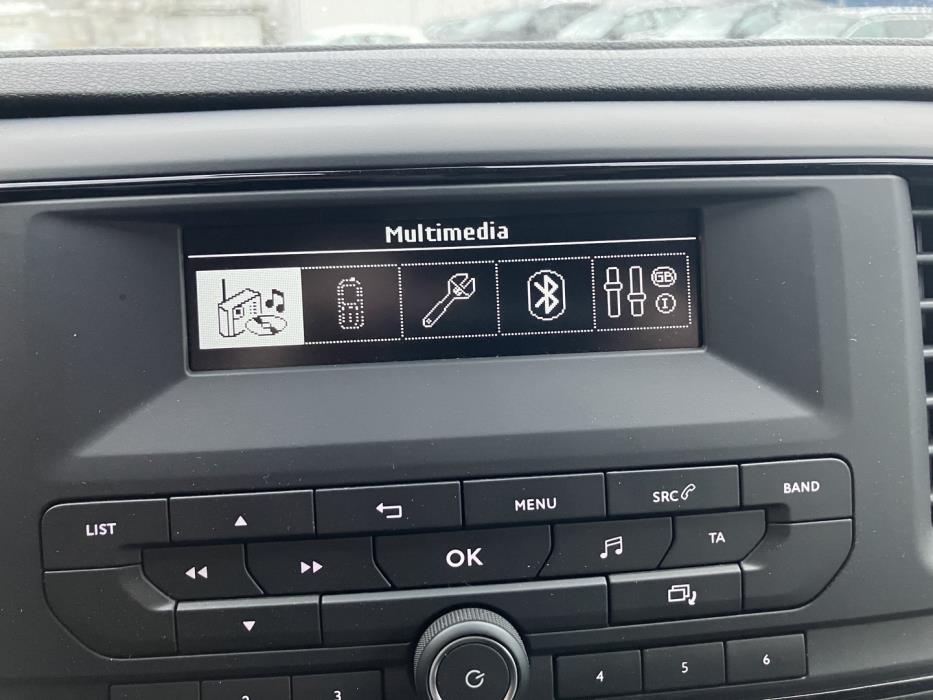 Multimedia
GB
I
LIST
MENU
SRC
BAND
OK
TA
2
3
4
5
6